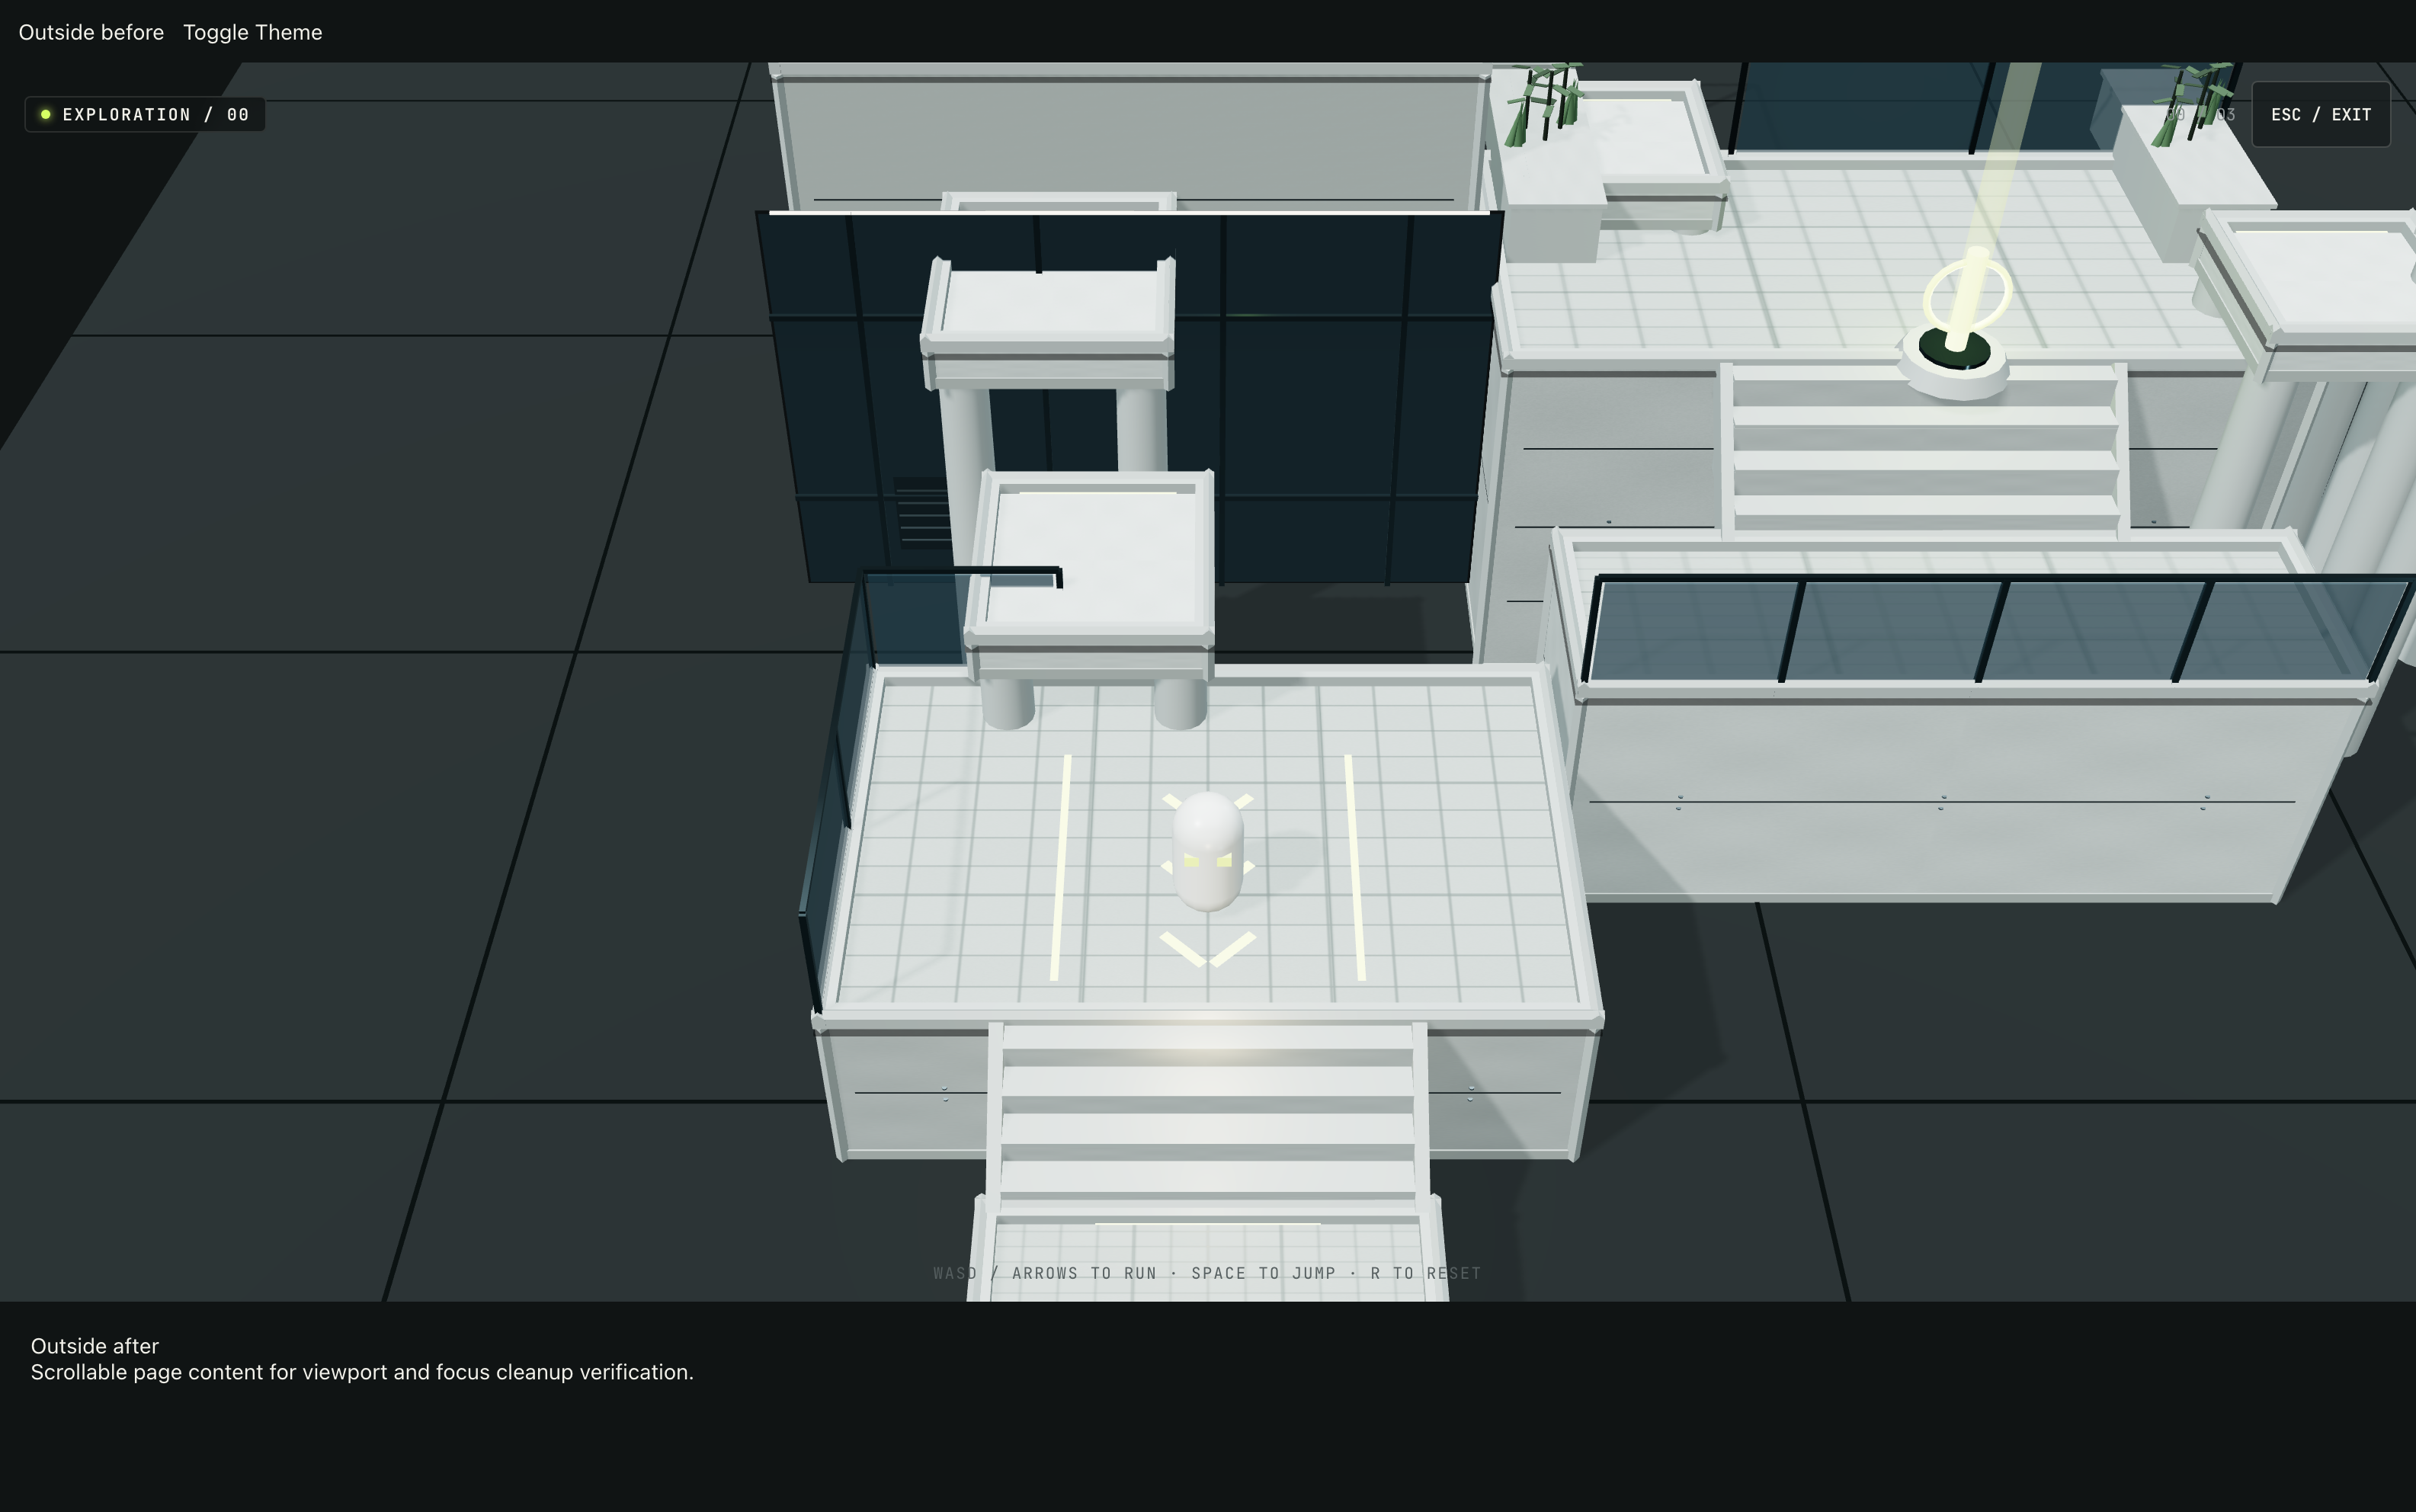 Outside before Toggle Theme
EXPLORATION / 00
ESC / EXIT
WASD / ARROWS TO RUN · SPACE TO JUMP · R TO RESET
Outside after
Scrollable page content for viewport and focus cleanup verification.